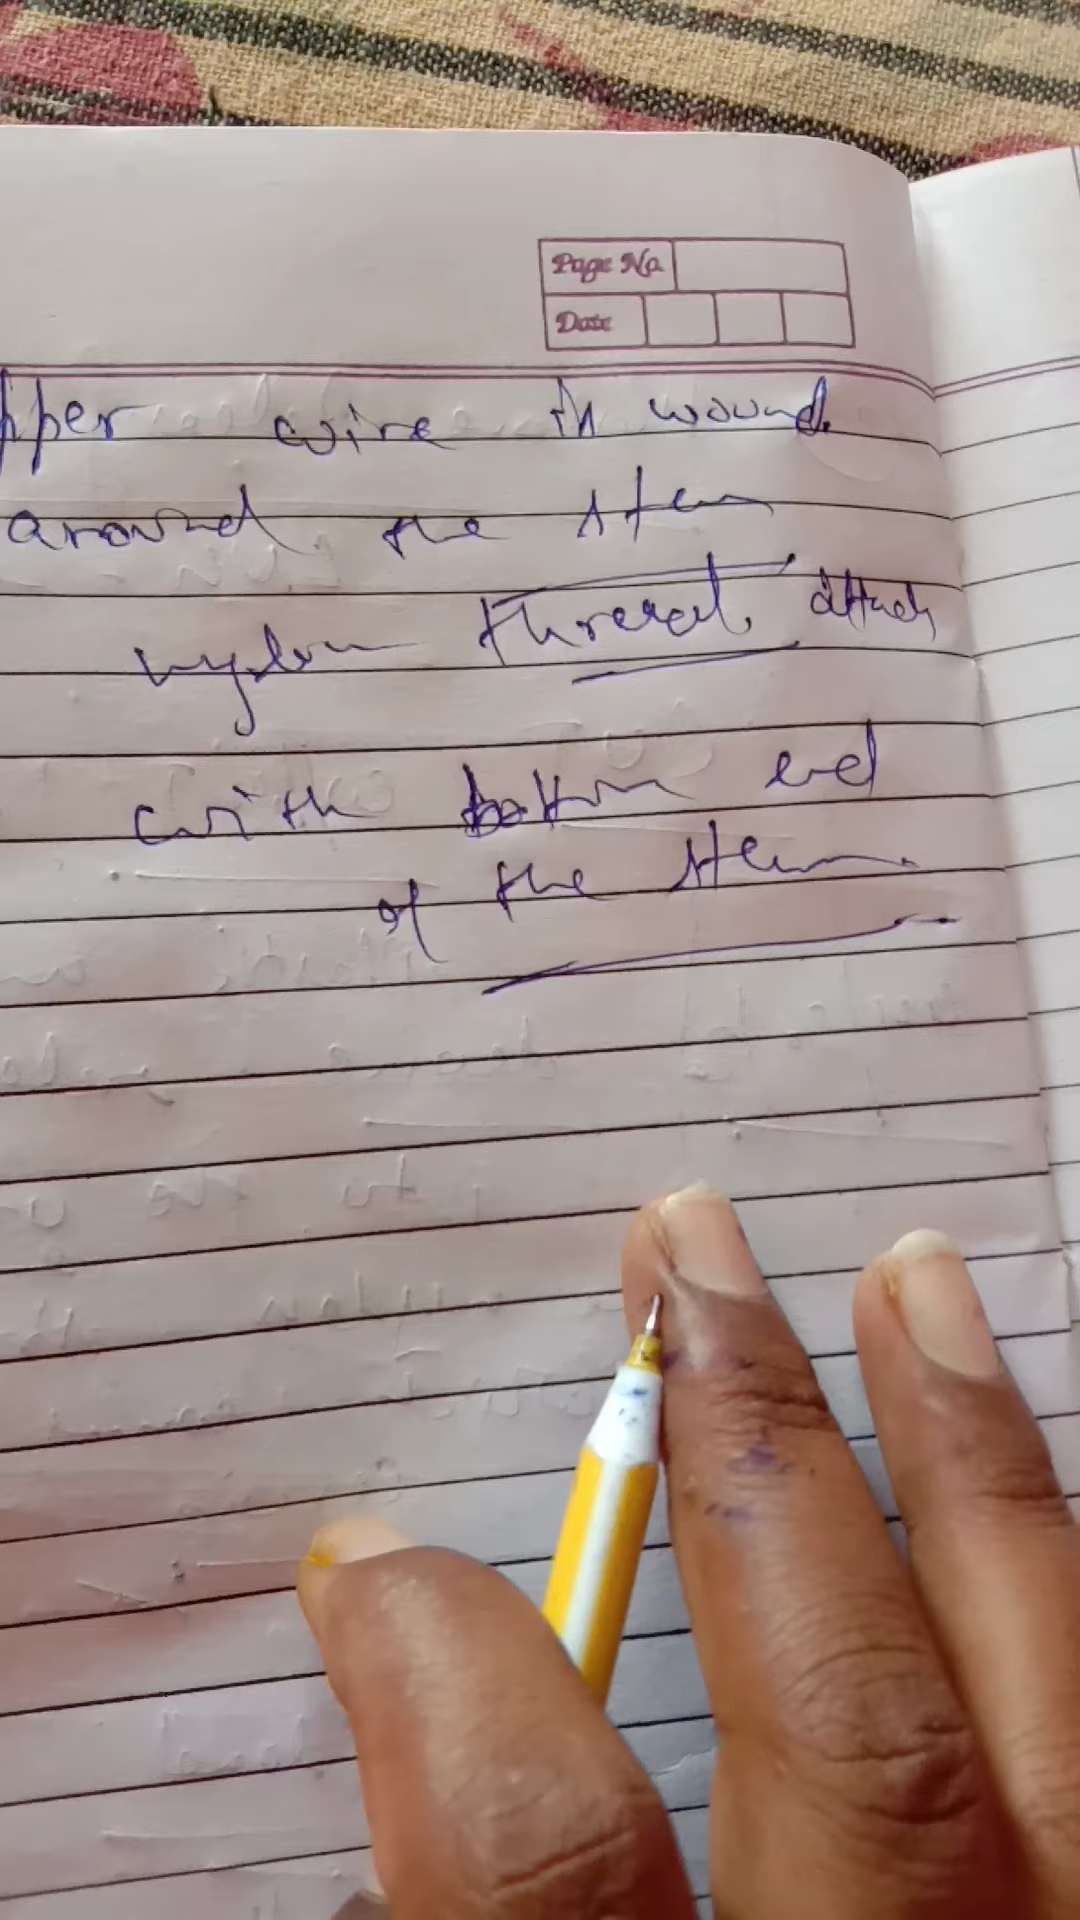 Page No.
Date
pper wire is wound.
around the stem
nylon thread. attach
with bottom end
of the stem.